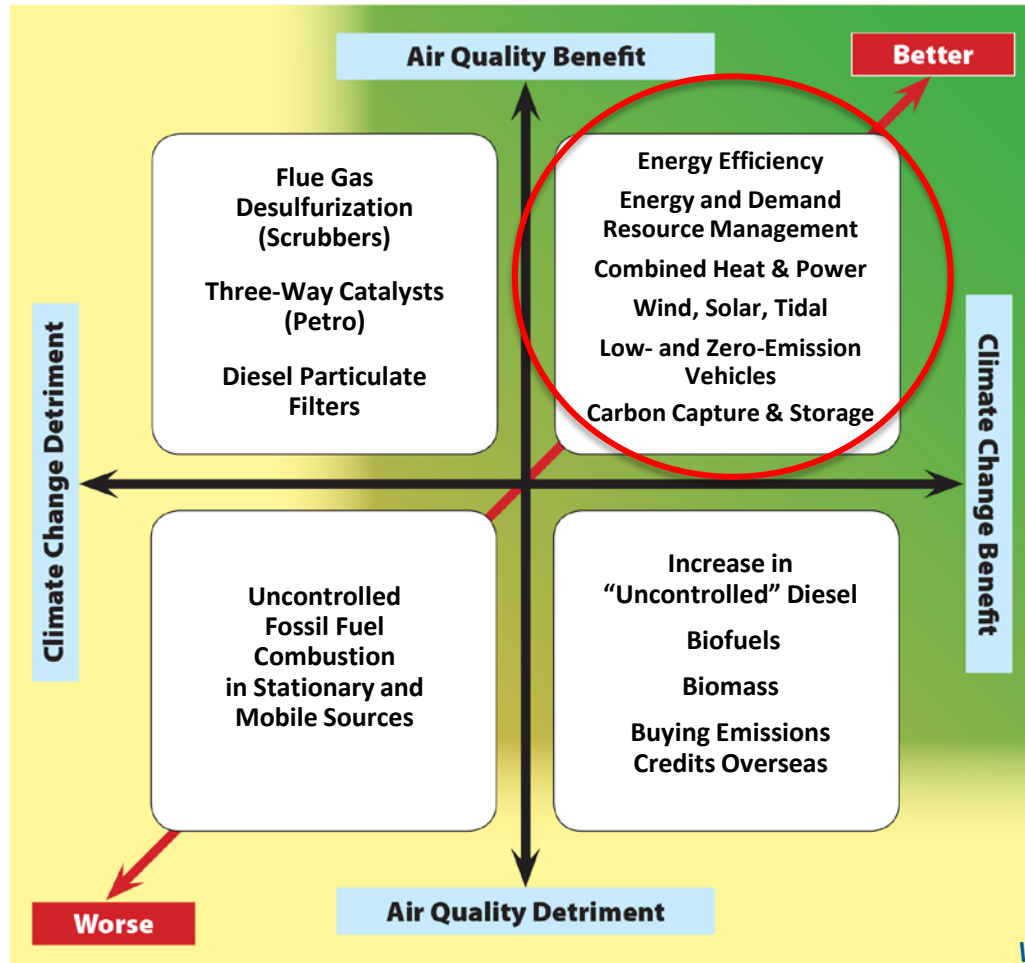 Air Quality Benefit
Better
Flue Gas
Desulfurization
(Scrubbers)
Three-Way Catalysts
(Petro)
Diesel Particulate
Filters
Energy Efficiency
Energy and Demand
Resource Management
Combined Heat & Power
Wind, Solar, Tidal
Low- and Zero-Emission
Vehicles
Carbon Capture & Storage
Climate Change Detriment
Climate Change Benefit
Uncontrolled
Fossil Fuel
Combustion
in Stationary and
Mobile Sources
Increase in
“Uncontrolled” Diesel
Biofuels
Biomass
Buying Emissions
Credits Overseas
Worse
Air Quality Detriment